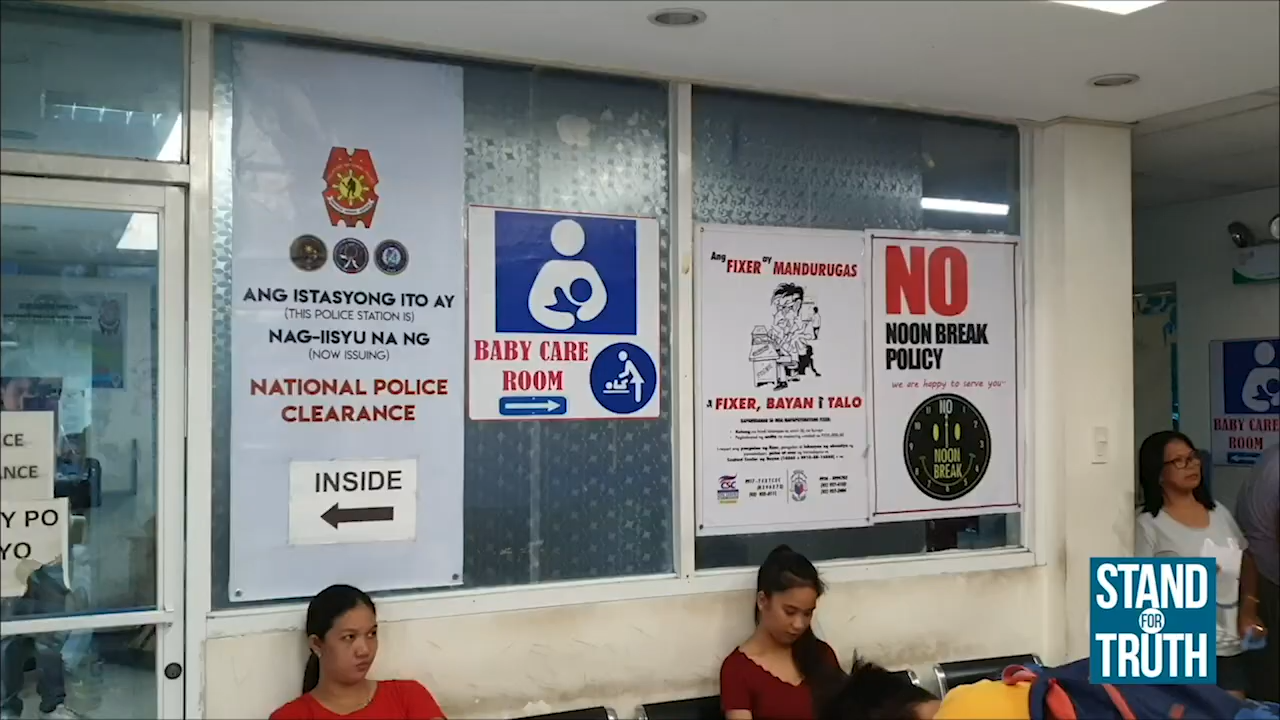 ANG ISTASYONG ITO AY
(THIS POLICE STATION IS)
NAG-IISYU NA NG
(NOW ISSUING)
NATIONAL POLICE
CLEARANCE
INSIDE
BABY CARE
ROOM
Ang FIXER ay MANDURUGAS
FIXER, BAYAN I TALO
CSC
NO
NOON BREAK
POLICY
we are happy to serve you
NO
NOON
BREAK
CE
ANCE
Y PO
YO
BABY CARE
ROOM
STAND
FOR
TRUTH